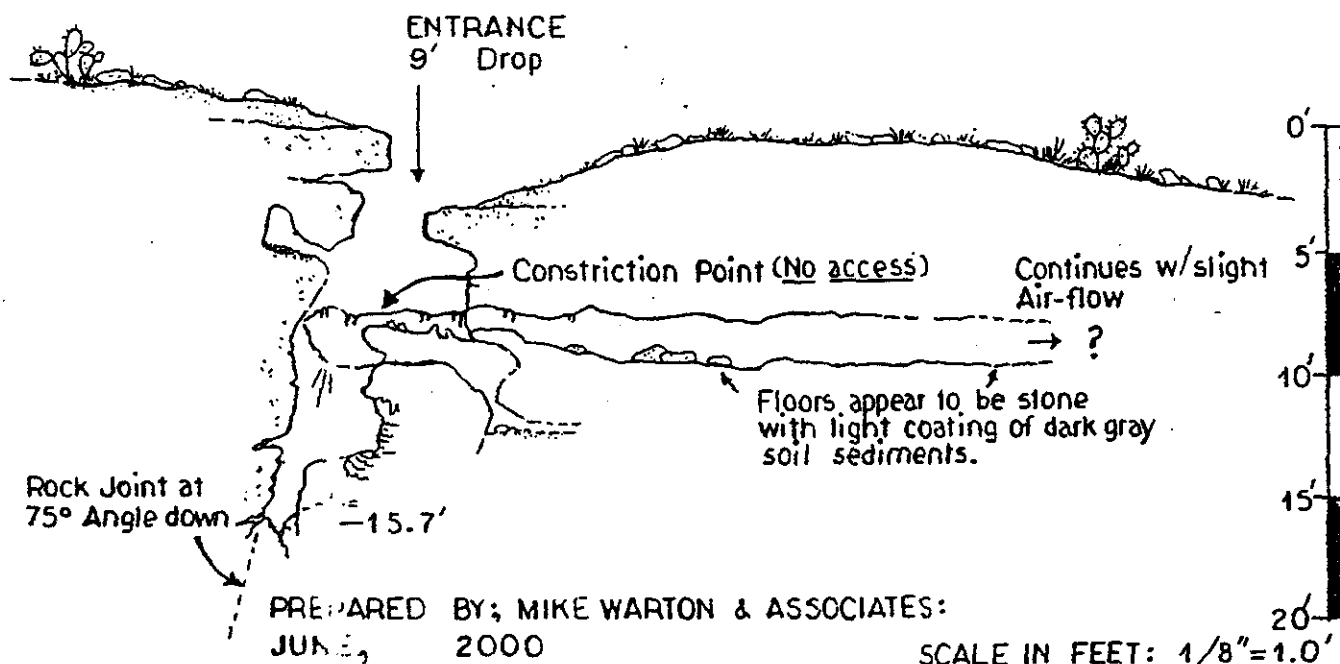 ENTRANCE
9' Drop
0'
5'
Constriction Point (No access)
Continues w/slight
Air-flow
?
10'
Floors appear to be stone
with light coating of dark gray
soil sediments.
Rock Joint at
75° Angle down
-15.7'
15'
PREPARED BY; MIKE WARTON & ASSOCIATES:
JUNE, 2000
20'
SCALE IN FEET: 1/8"=1.0'